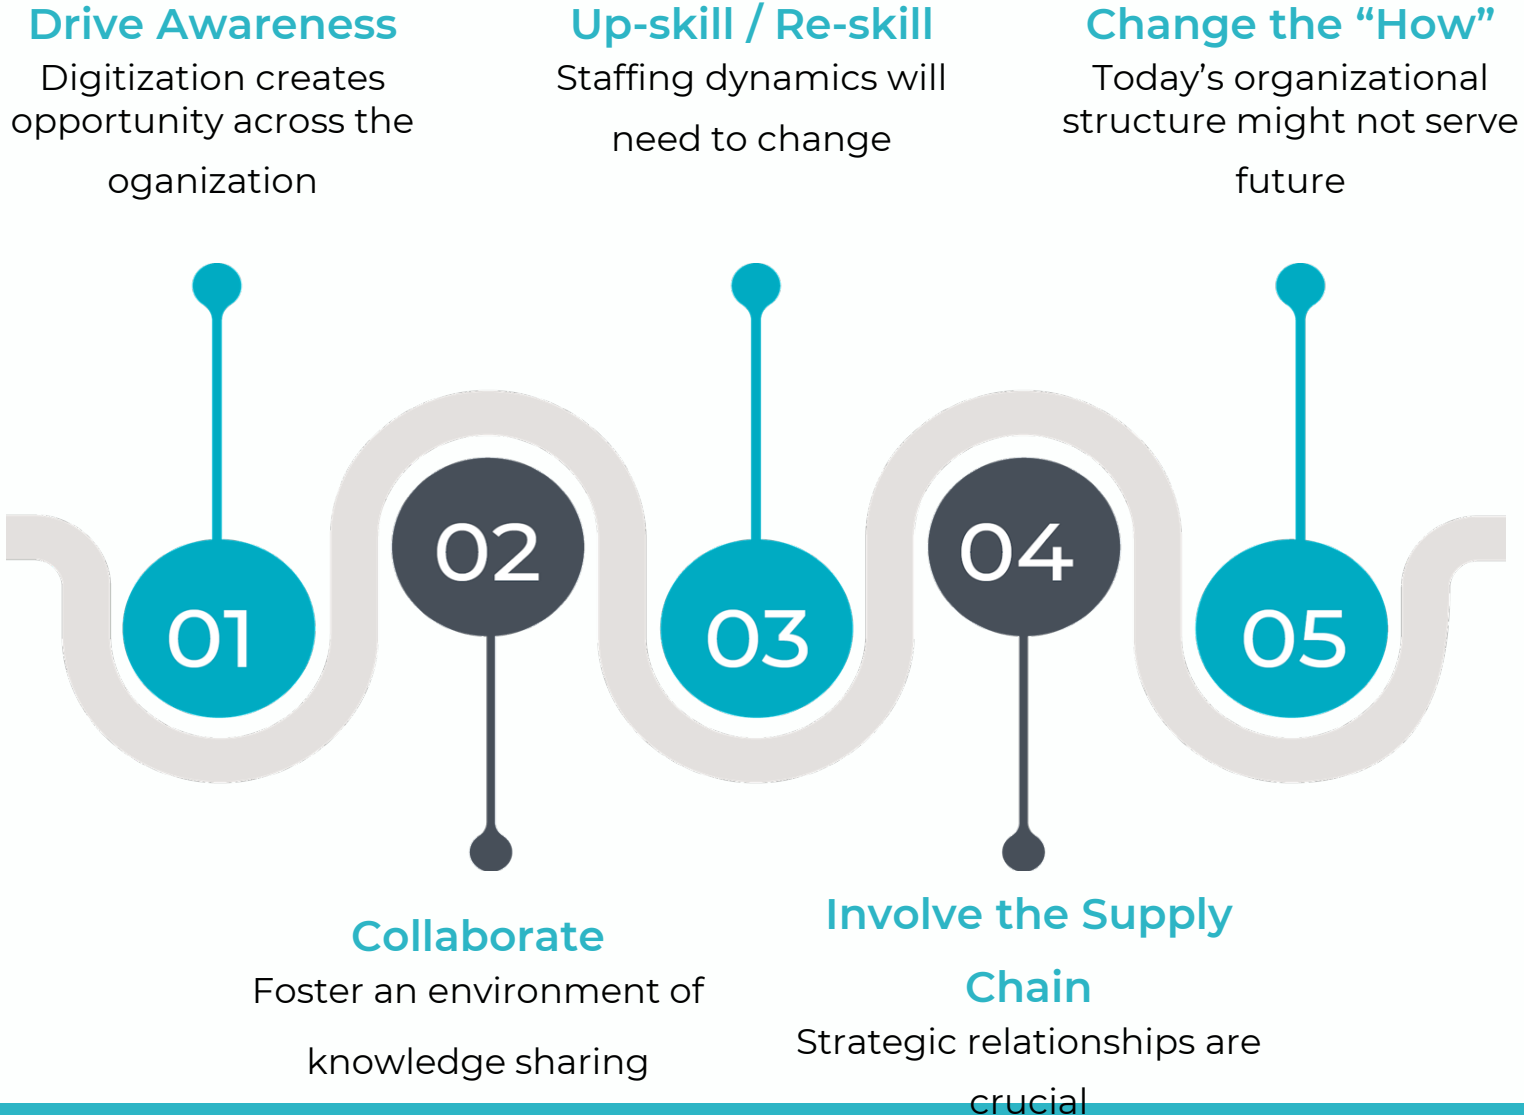 Drive Awareness
Digitization creates
opportunity across the
oganization
Up-skill / Re-skill
Staffing dynamics will
need to change
Change the “How”
Today’s organizational
structure might not serve
future
01
02
03
04
05
Collaborate
Foster an environment of
knowledge sharing
Involve the Supply
Chain
Strategic relationships are
crucial